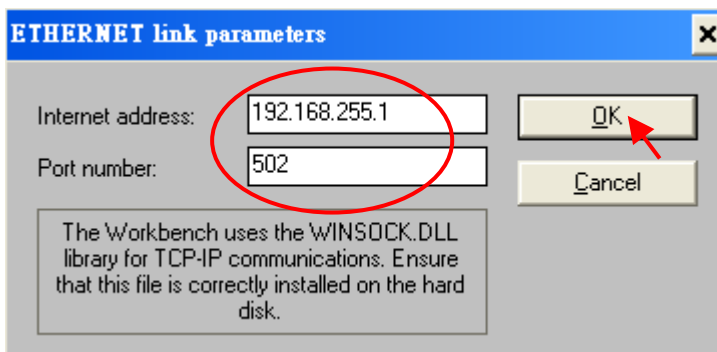 ETHERNET link parameters
Internet address: 192.168.255.1 OK
Port number: 502
Cancel
The Workbench uses the WINSOCK.DLL
library for TCP-IP communications. Ensure
that this file is correctly installed on the hard
disk.